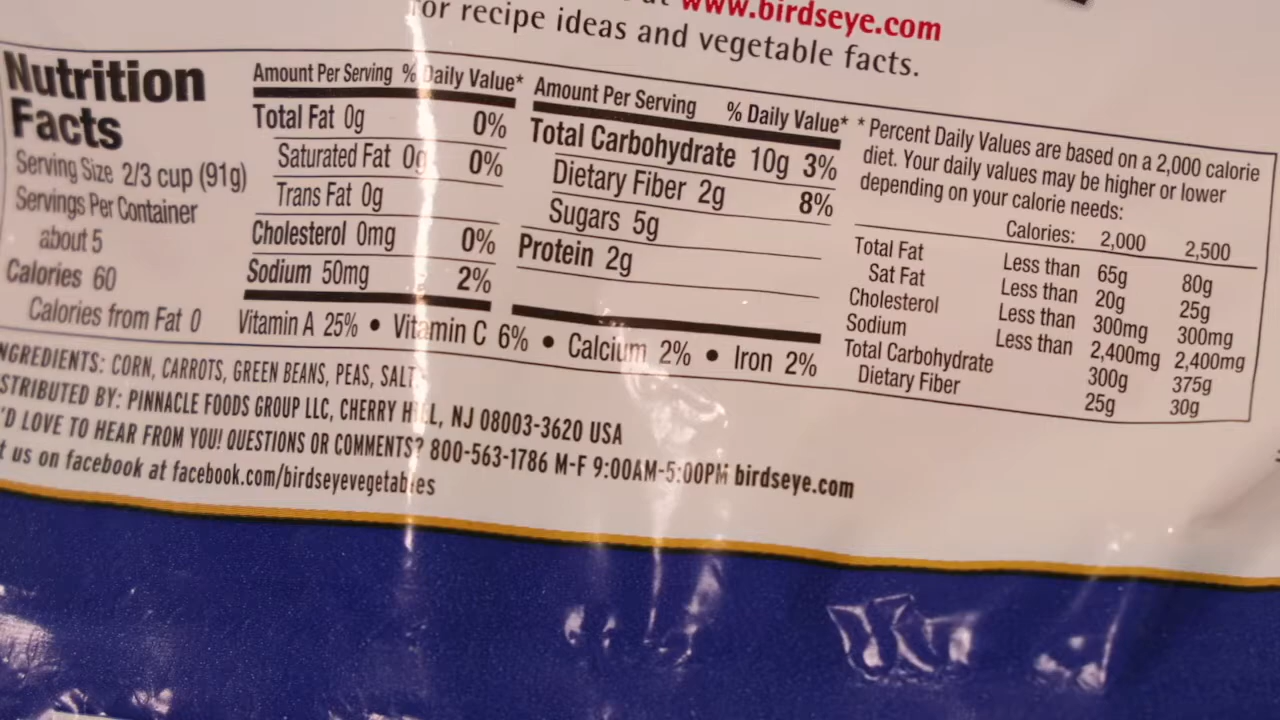 www.birdseye.com
for recipe ideas and vegetable facts.
Nutrition
Facts
Serving Size 2/3 cup (91g)
Servings Per Container
about 5
Calories 60
Calories from Fat 0
Amount Per Serving % Daily Value*
Total Fat 0g 0%
Saturated Fat 0g 0%
Trans Fat 0g
Cholesterol 0mg 0%
Sodium 50mg 2%
Amount Per Serving % Daily Value*
Total Carbohydrate 10g 3%
Dietary Fiber 2g 8%
Sugars 5g
Protein 2g
Vitamin A 25% • Vitamin C 6% • Calcium 2% • Iron 2%
* Percent Daily Values are based on a 2,000 calorie
diet. Your daily values may be higher or lower
depending on your calorie needs:
Calories: 2,000 2,500
Total Fat Less than 65g 80g
Sat Fat Less than 20g 25g
Cholesterol Less than 300mg 300mg
Sodium Less than 2,400mg 2,400mg
Total Carbohydrate 300g 375g
Dietary Fiber 25g 30g
NGREDIENTS: CORN, CARROTS, GREEN BEANS, PEAS, SALT
STRIBUTED BY: PINNACLE FOODS GROUP LLC, CHERRY HILL, NJ 08003-3620 USA
'D LOVE TO HEAR FROM YOU! QUESTIONS OR COMMENTS? 800-563-1786 M-F 9:00AM-5:00PM birdseye.com
t us on facebook at facebook.com/birdseyevegetables